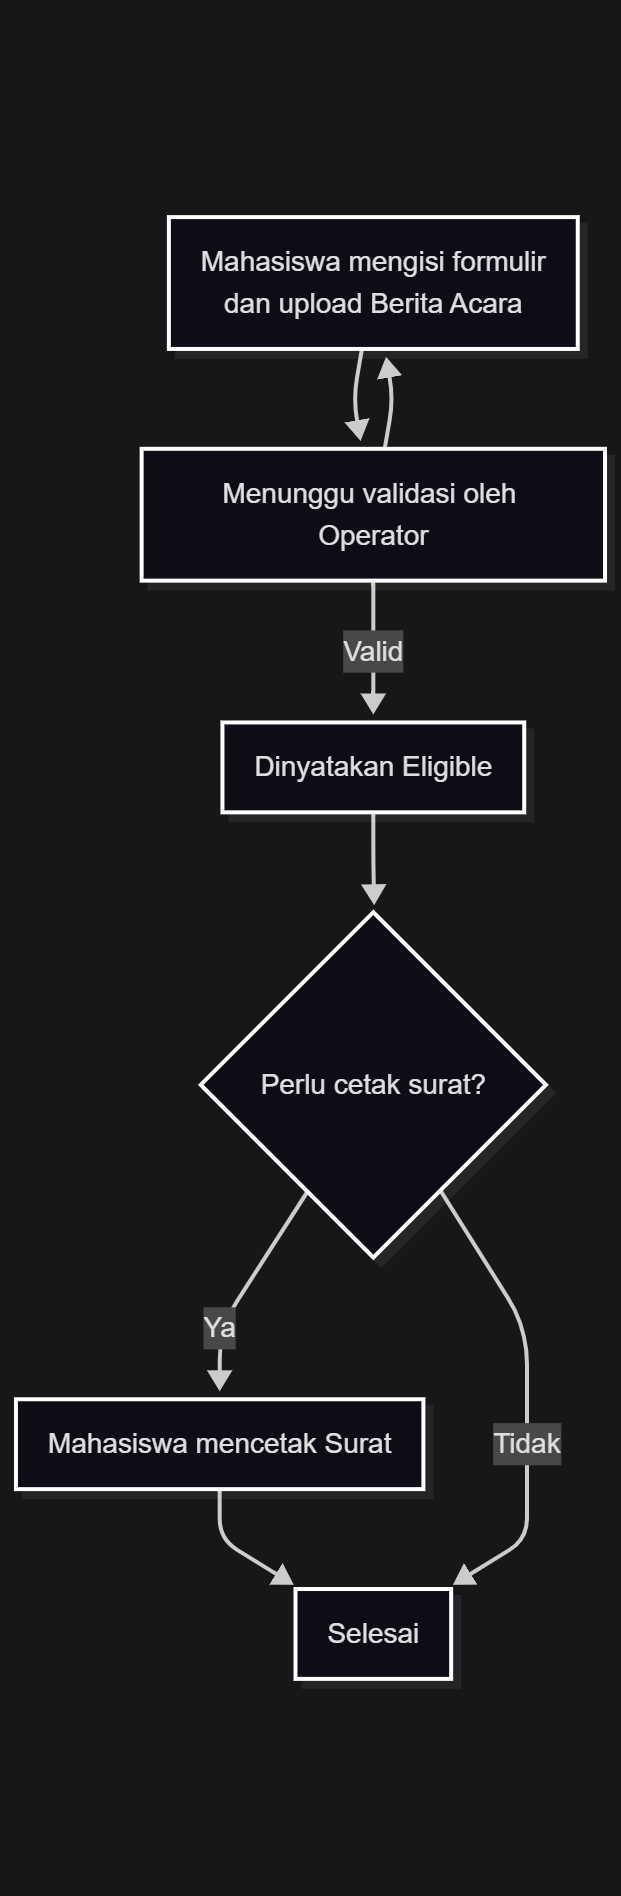 Mahasiswa mengisi formulir
dan upload Berita Acara
Menunggu validasi oleh
Operator
Valid
Dinyatakan Eligible
Perlu cetak surat?
Ya
Mahasiswa mencetak Surat
Tidak
Selesai